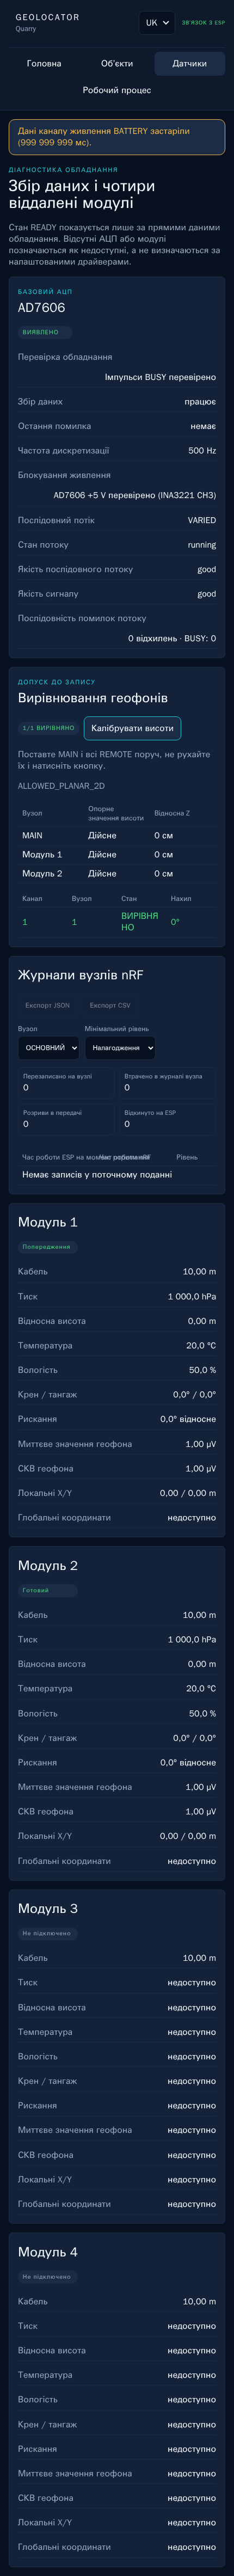 GEOLOCATOR
Quarry
UK
ЗВ'ЯЗОК З ESP
Головна
Об'єкти
Датчики
Робочий процес
Дані каналу живлення BATTERY застаріли
(999 999 999 мс).
ДІАГНОСТИКА ОБЛАДНАННЯ
Збір даних і чотири
віддалені модулі
Стан READY показується лише за прямими даними
обладнання. Відсутні АЦП або модулі
позначаються як недоступні, а не визначаються за
налаштованими драйверами.
БАЗОВИЙ АЦП
AD7606
ВИЯВЛЕНО
Перевірка обладнання
Імпульси BUSY перевірено
Збір даних працює
Остання помилка немає
Частота дискретизації 500 Hz
Блокування живлення
AD7606 +5 V перевірено (INA3221 CH3)
Послідовний потік VARIED
Стан потоку running
Якість послідовного потоку good
Якість сигналу good
Послідовність помилок потоку
0 відхилень · BUSY: 0
ДОПУСК ДО ЗАПИСУ
Вирівнювання геофонів
1/1 ВИРІВНЯНО
Калібрувати висоти
Поставте MAIN і всі REMOTE поруч, не рухайте
їх і натисніть кнопку.
ALLOWED_PLANAR_2D
Вузол Опорне значення висоти Відносна Z
MAIN Дійсне 0 см
Модуль 1 Дійсне 0 см
Модуль 2 Дійсне 0 см
Канал Вузол Стан Нахил
1 1 ВИРІВНЯ
НО 0°
Журнали вузлів nRF
Експорт JSON Експорт CSV
Вузол Мінімальний рівень
ОСНОВНИЙ Налагодження
Перезаписано на вузлі
0
Втрачено в журналі вузла
0
Розриви в передачі
0
Відкинуто на ESP
0
Час роботи ESP на момент Рівень
Немає записів у поточному поданні
Модуль 1
Попередження
Кабель 10,00 m
Тиск 1 000,0 hPa
Відносна висота 0,00 m
Температура 20,0 °C
Вологість 50,0 %
Крен / тангаж 0,0° / 0,0°
Рискання 0,0° відносне
Миттєве значення геофона 1,00 µV
СКВ геофона 1,00 µV
Локальні X/Y 0,00 / 0,00 m
Глобальні координати недоступно
Модуль 2
Готовий
Кабель 10,00 m
Тиск 1 000,0 hPa
Відносна висота 0,00 m
Температура 20,0 °C
Вологість 50,0 %
Крен / тангаж 0,0° / 0,0°
Рискання 0,0° відносне
Миттєве значення геофона 1,00 µV
СКВ геофона 1,00 µV
Локальні X/Y 0,00 / 0,00 m
Глобальні координати недоступно
Модуль 3
Не підключено
Кабель 10,00 m
Тиск недоступно
Відносна висота недоступно
Температура недоступно
Вологість недоступно
Крен / тангаж недоступно
Рискання недоступно
Миттєве значення геофона недоступно
СКВ геофона недоступно
Локальні X/Y недоступно
Глобальні координати недоступно
Модуль 4
Не підключено
Кабель 10,00 m
Тиск недоступно
Відносна висота недоступно
Температура недоступно
Вологість недоступно
Крен / тангаж недоступно
Рискання недоступно
Миттєве значення геофона недоступно
СКВ геофона недоступно
Локальні X/Y недоступно
Глобальні координати недоступно